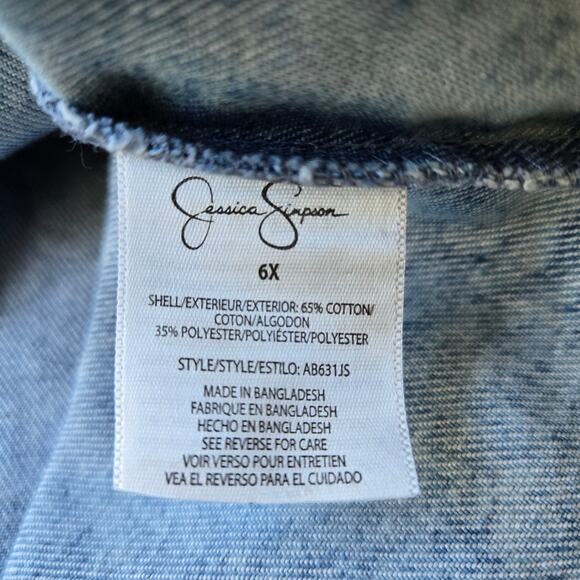 Jessica Simpson
6X
SHELL/EXTERIEUR/EXTERIOR: 65% COTTON/
COTON/ALGODON
35% POLYESTER/POLYIÉSTER/POLYESTER
STYLE/STYLE/ESTILO: AB631JS
MADE IN BANGLADESH
FABRIQUE EN BANGLADESH
HECHO EN BANGLADESH
SEE REVERSE FOR CARE
VOIR VERSO POUR ENTRETIEN
VEA EL REVERSO PARA EL CUIDADO